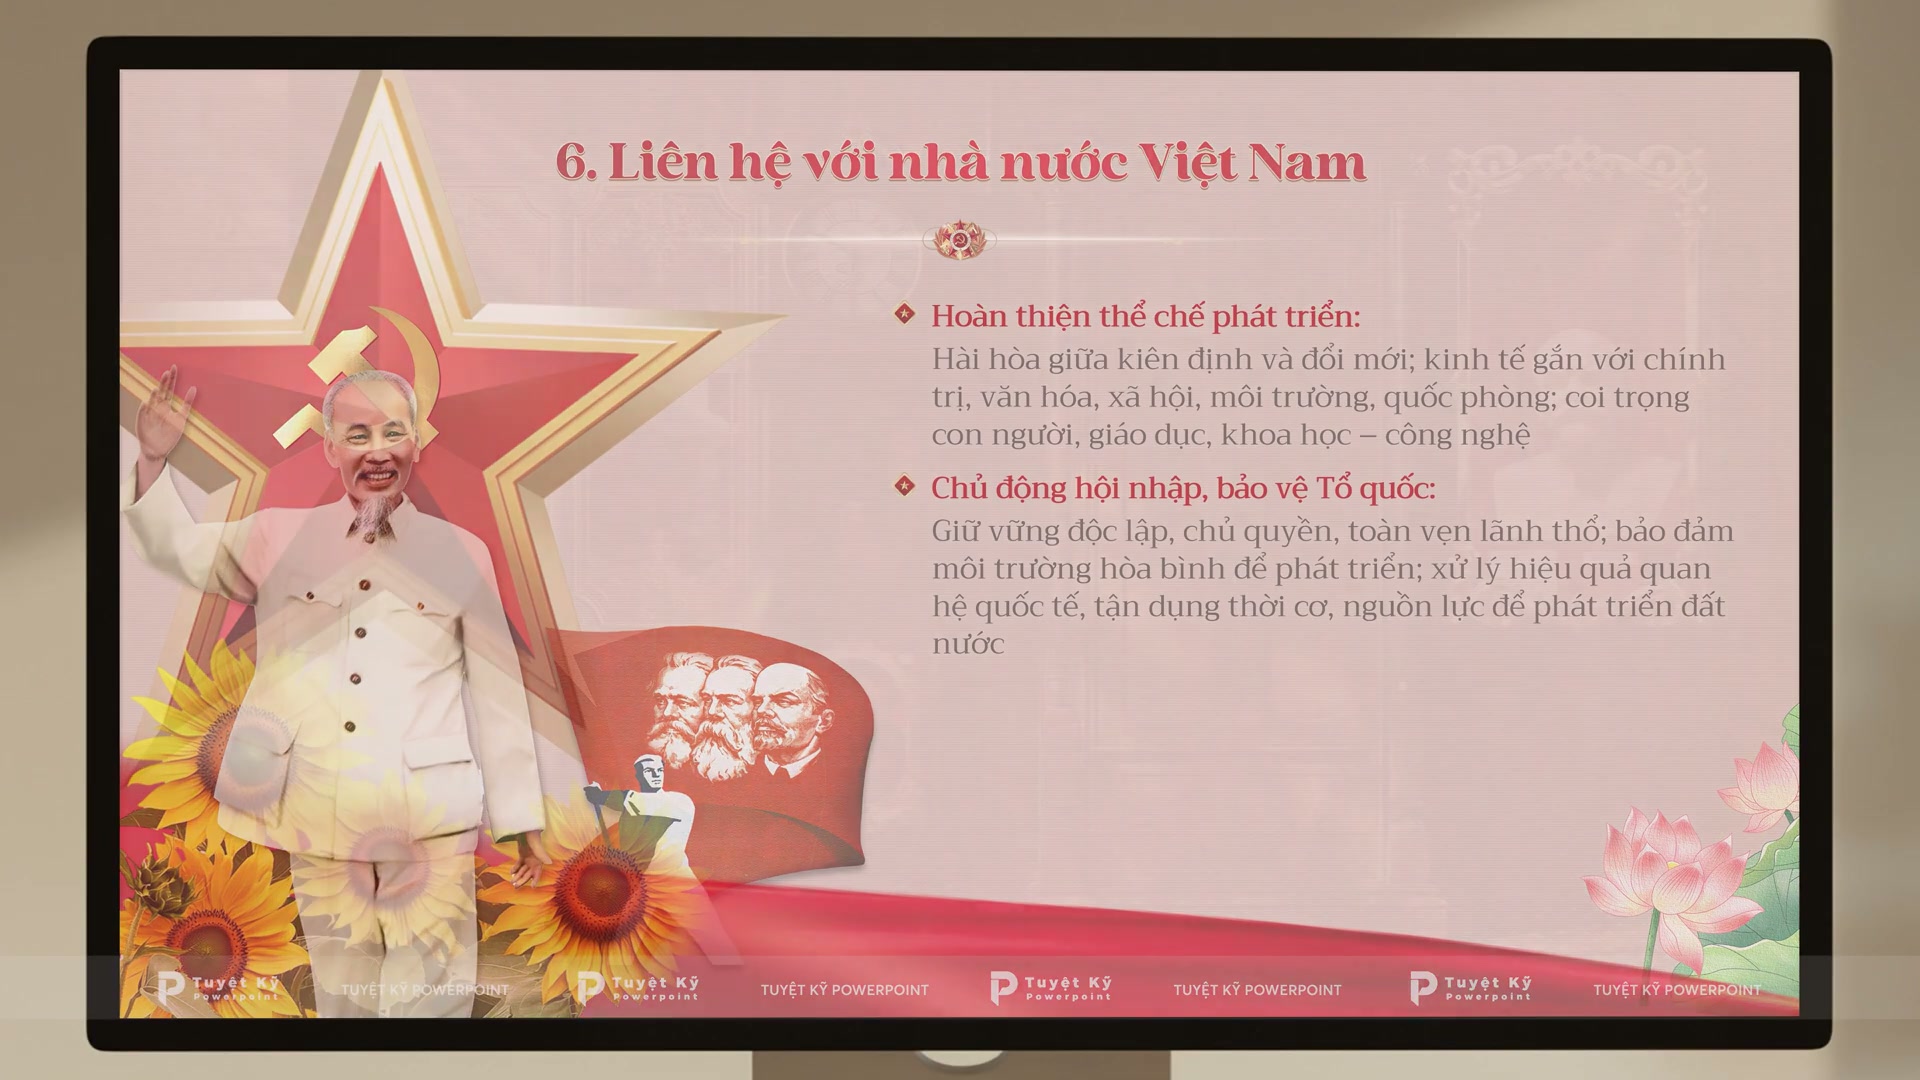 6. Liên hệ với nhà nước Việt Nam
Hoàn thiện thể chế phát triển:
Hài hòa giữa kiên định và đổi mới; kinh tế gắn với chính
trị, văn hóa, xã hội, môi trường, quốc phòng; coi trọng
con người, giáo dục, khoa học – công nghệ
Chủ động hội nhập, bảo vệ Tổ quốc:
Giữ vững độc lập, chủ quyền, toàn vẹn lãnh thổ; bảo đảm
môi trường hòa bình để phát triển; xử lý hiệu quả quan
hệ quốc tế, tận dụng thời cơ, nguồn lực để phát triển đất
nước
Tuyệt Kỹ
Powerpoint
TUYỆT KỸ POWERPOINT
Tuyệt Kỹ
Powerpoint
TUYỆT KỸ POWERPOINT
Tuyệt Kỹ
Powerpoint
TUYỆT KỸ POWERPOINT
Tuyệt Kỹ
Powerpoint
TUYỆT KỸ POWERPOINT